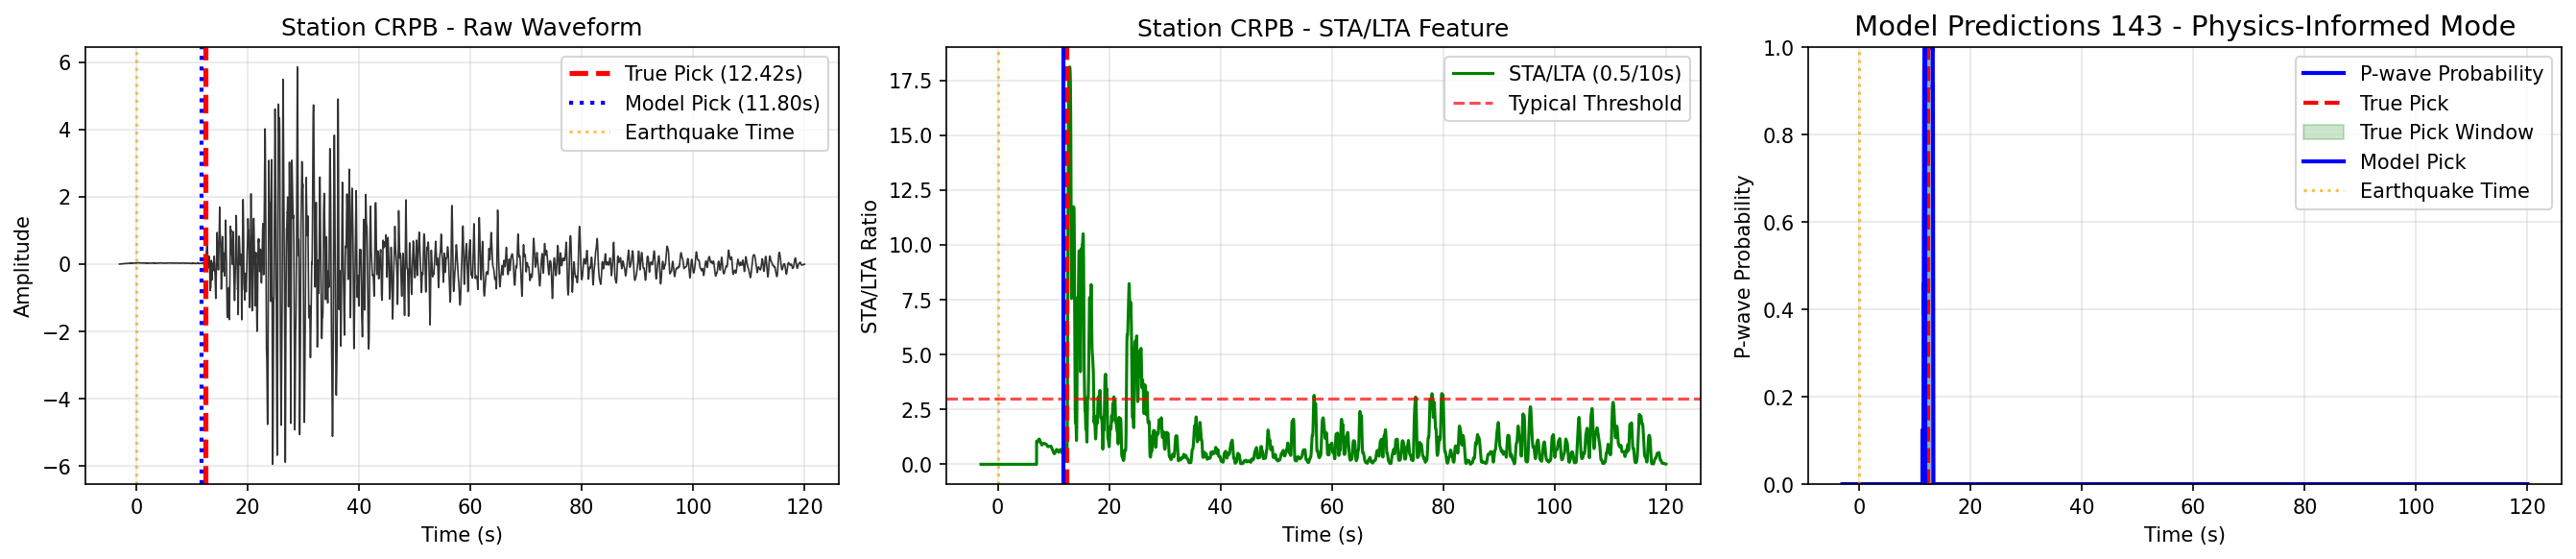 Station CRPB - Raw Waveform
6
4
2
0
−2
−4
−6
Amplitude
True Pick (12.42s)
Model Pick (11.80s)
Earthquake Time
0
20
40
60
80
100
120
Time (s)
Station CRPB - STA/LTA Feature
17.5
15.0
12.5
10.0
7.5
5.0
2.5
0.0
STA/LTA Ratio
STA/LTA (0.5/10s)
Typical Threshold
0
20
40
60
80
100
120
Time (s)
Model Predictions 143 - Physics-Informed Mode
1.0
0.8
0.6
0.4
0.2
0.0
P-wave Probability
P-wave Probability
True Pick
True Pick Window
Model Pick
Earthquake Time
0
20
40
60
80
100
120
Time (s)